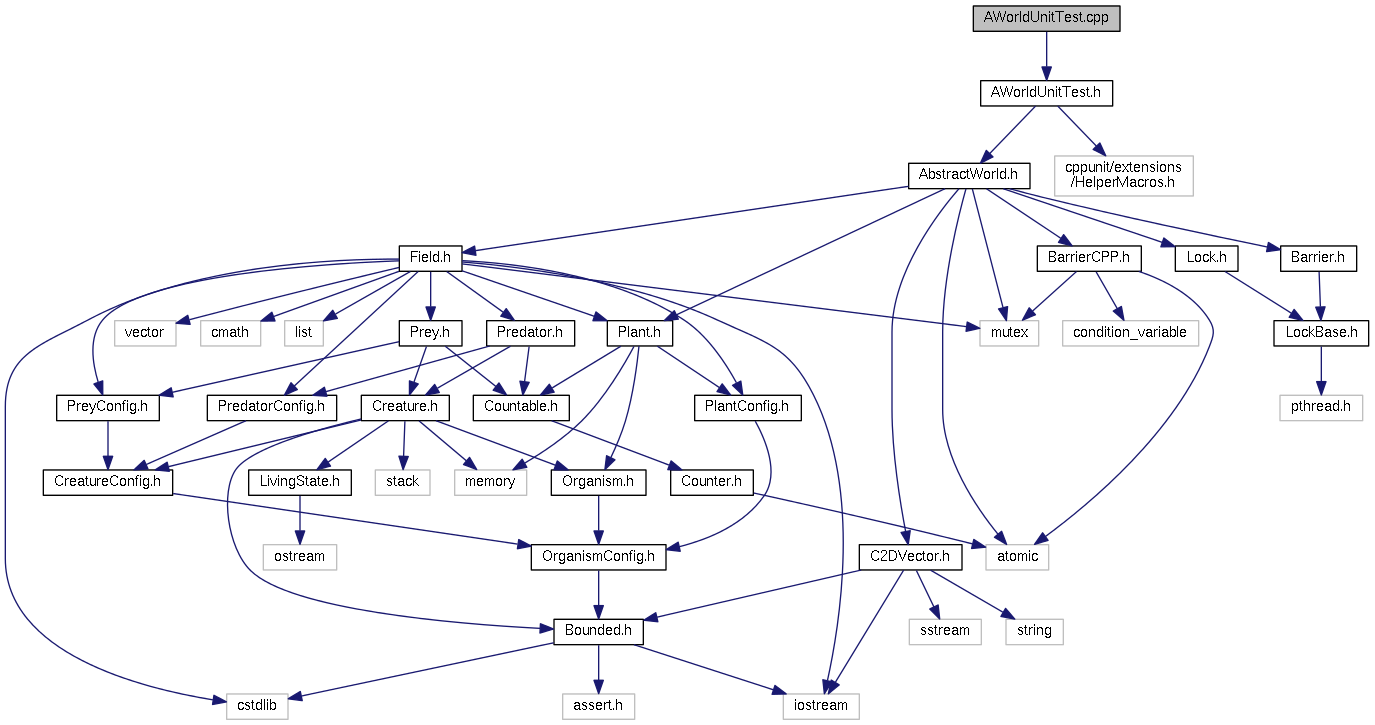 AWorldUnitTest.cpp
AWorldUnitTest.h
AbstractWorld.h
cppunit/extensions
/HelperMacros.h
Field.h
BarrierCPP.h
Lock.h
Barrier.h
vector
cmath
list
Prey.h
Predator.h
Plant.h
mutex
condition_variable
LockBase.h
PreyConfig.h
PredatorConfig.h
Creature.h
Countable.h
PlantConfig.h
pthread.h
CreatureConfig.h
LivingState.h
stack
memory
Organism.h
Counter.h
ostream
OrganismConfig.h
C2DVector.h
atomic
Bounded.h
sstream
string
cstdlib
assert.h
iostream